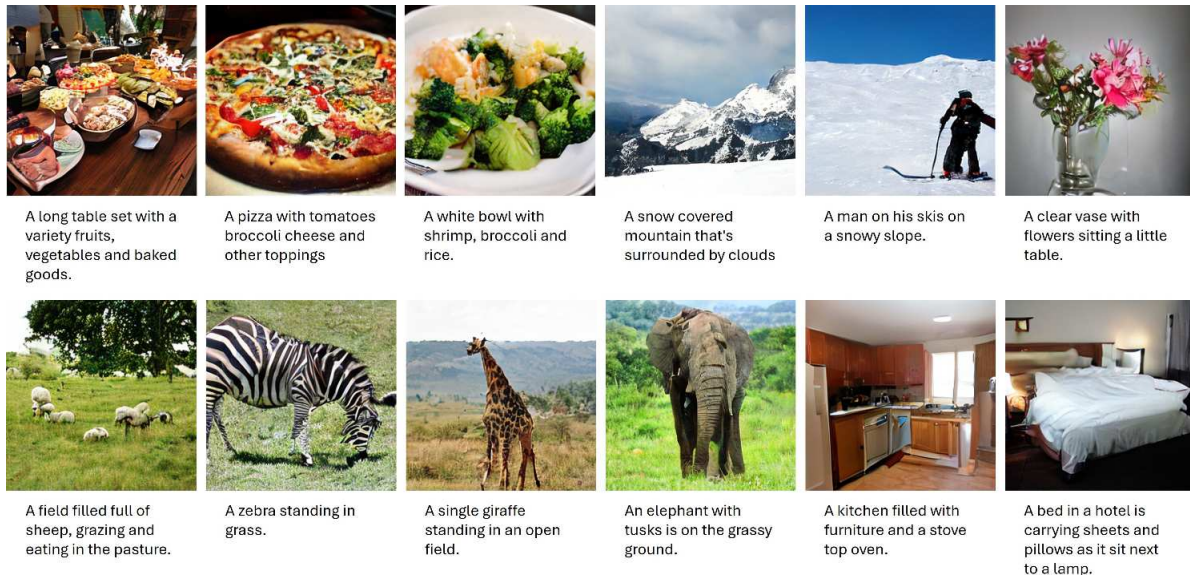 A long table set with a
variety fruits,
vegetables and baked
goods.
A pizza with tomatoes
broccoli cheese and
other toppings
A white bowl with
shrimp, broccoli and
rice.
A snow covered
mountain that's
surrounded by clouds
A man on his skis on
a snowy slope.
A clear vase with
flowers sitting a little
table.
A field filled full of
sheep, grazing and
eating in the pasture.
A zebra standing in
grass.
A single giraffe
standing in an open
field.
An elephant with
tusks is on the grassy
ground.
A kitchen filled with
furniture and a stove
top oven.
A bed in a hotel is
carrying sheets and
pillows as it sit next
to a lamp.